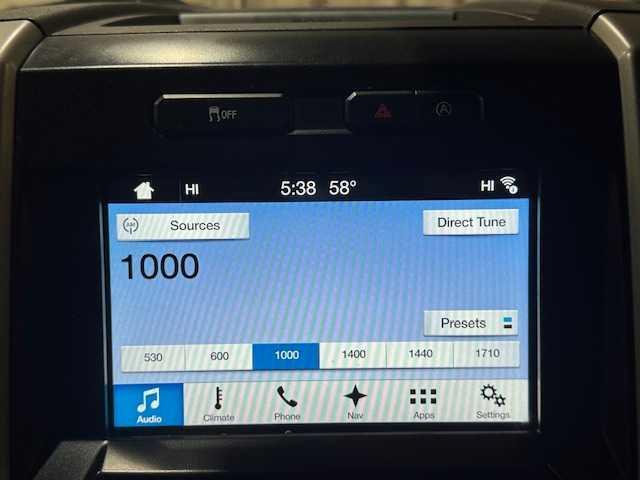 OFF
HI 5:38 58° HI
AM Sources Direct Tune
1000
Presets
530 600 1000 1400 1440 1710
Audio Climate Phone Nav Apps Settings